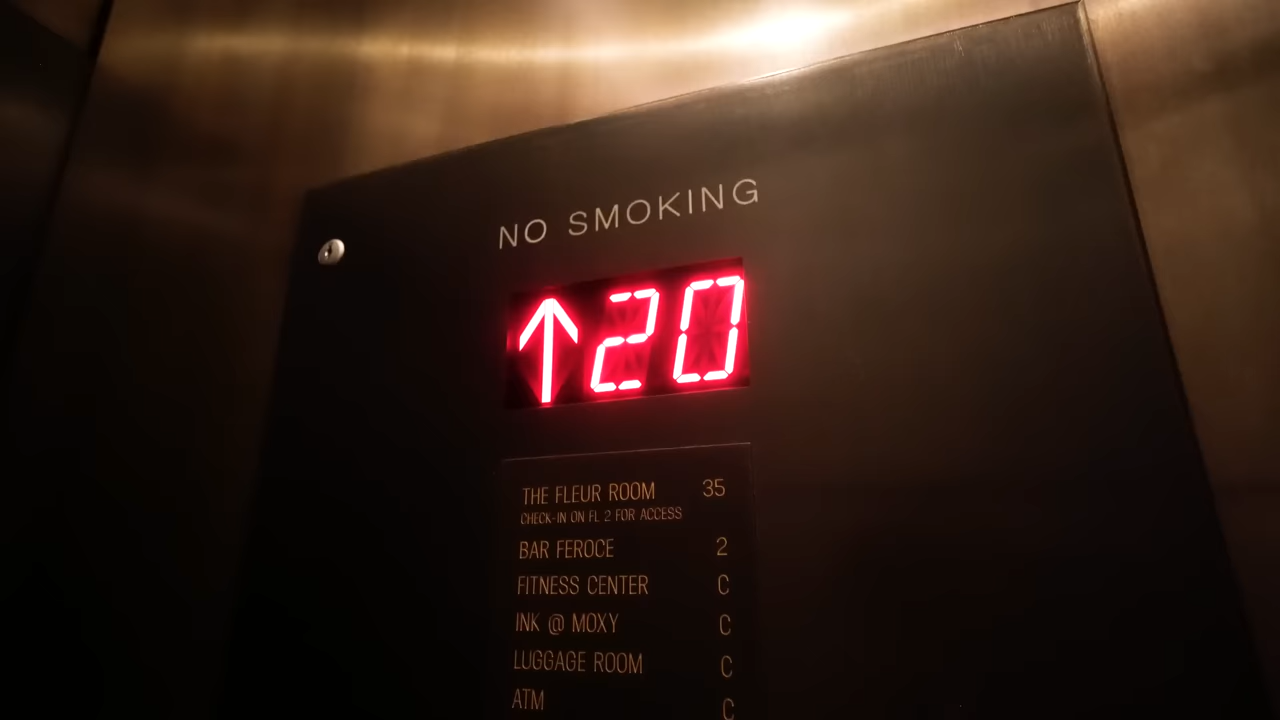 NO SMOKING
↑20
THE FLEUR ROOM 35
CHECK-IN ON FL 2 FOR ACCESS
BAR FEROCE 2
FITNESS CENTER C
INK @ MOXY C
LUGGAGE ROOM C
ATM C